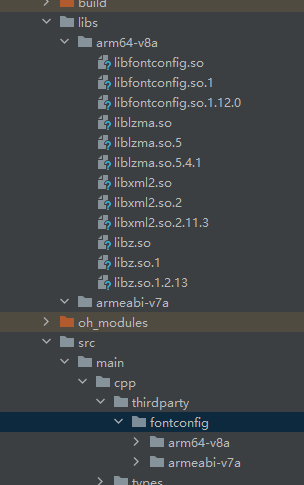 build
libs
arm64-v8a
libfontconfig.so
libfontconfig.so.1
libfontconfig.so.1.12.0
liblzma.so
liblzma.so.5
liblzma.so.5.4.1
libxml2.so
libxml2.so.2
libxml2.so.2.11.3
libz.so
libz.so.1
libz.so.1.2.13
armeabi-v7a
oh_modules
src
main
cpp
thirdparty
fontconfig
arm64-v8a
armeabi-v7a
types